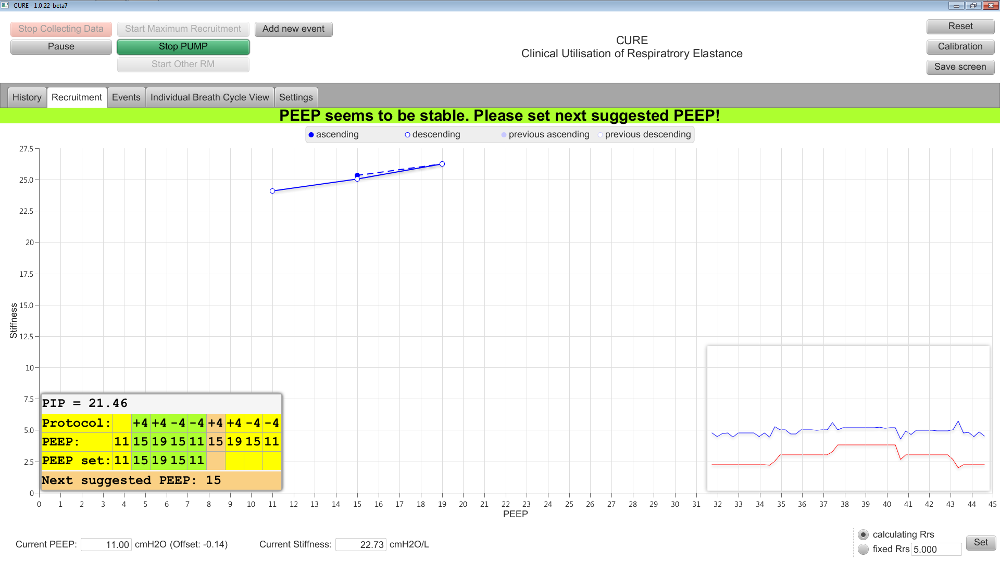 CURE - 1.0.22-beta7
Stop Collecting Data
Start Maximum Recruitment
Add new event
Reset
Pause
Stop PUMP
CURE
Calibration
Start Other RM
Clinical Utilisation of Respiratrory Elastance
Save screen
History
Recruitment
Events
Individual Breath Cycle View
Settings
PEEP seems to be stable. Please set next suggested PEEP!
ascending
descending
previous ascending
previous descending
27.5
25.0
22.5
20
17.5
15.0
12.5
10
7.5
5.0
2.5
0
Stiffness
PIP = 21.46
Protocol: +4 +4 -4 -4 +4 +4 -4 -4
PEEP: 11 15 19 15 11 15 19 15 11
PEEP set: 11 15 19 15 11
Next suggested PEEP: 15
0 1 2 3 4 5 6 7 8 9 10 11 12 13 14 15 16 17 18 19 20 21 22 23 24 25 26 27 28 29 30 31 32 33 34 35 36 37 38 39 40 41 42 43 44 45
PEEP
Current PEEP: 11.00 cmH2O (Offset: -0.14)
Current Stiffness: 22.73 cmH2O/L
calculating Rrs
fixed Rrs 5.000
Set